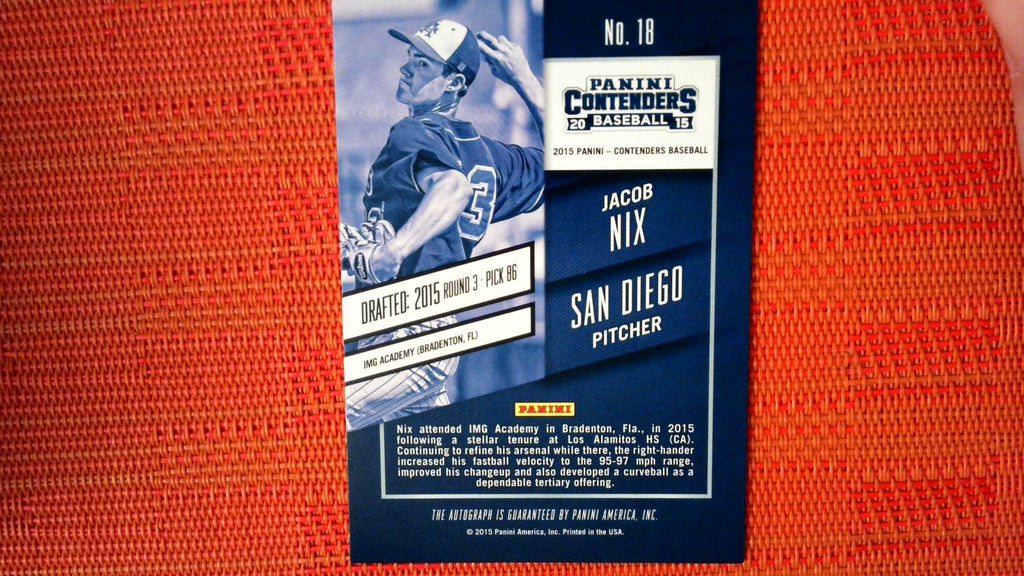 No. 18
PANINI
CONTENDERS
20 BASEBALL 15
2015 PANINI – CONTENDERS BASEBALL
JACOB
NIX
SAN DIEGO
PITCHER
3
DRAFTED: 2015 ROUND 3 · PICK 86
IMG ACADEMY (BRADENTON, FL)
PANINI
Nix attended IMG Academy in Bradenton, Fla., in 2015
following a stellar tenure at Los Alamitos HS (CA).
Continuing to refine his arsenal while there, the right-hander
increased his fastball velocity to the 95-97 mph range,
improved his changeup and also developed a curveball as a
dependable tertiary offering.
THE AUTOGRAPH IS GUARANTEED BY PANINI AMERICA, INC.
© 2015 Panini America, Inc. Printed in the USA.